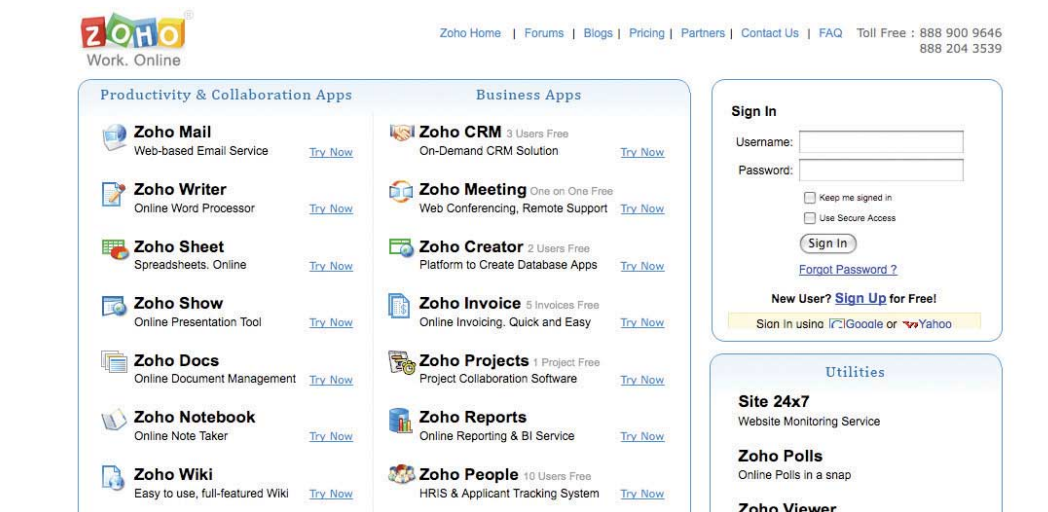 ZOHO ®
Work. Online
Zoho Home | Forums | Blogs | Pricing | Partners | Contact Us | FAQ Toll Free : 888 900 9646
888 204 3539
Productivity & Collaboration Apps
Zoho Mail
Web-based Email Service Try Now
Zoho Writer
Online Word Processor Try Now
Zoho Sheet
Spreadsheets. Online Try Now
Zoho Show
Online Presentation Tool Try Now
Zoho Docs
Online Document Management Try Now
Zoho Notebook
Online Note Taker Try Now
Zoho Wiki
Easy to use, full-featured Wiki Try Now
Business Apps
Zoho CRM 3 Users Free
On-Demand CRM Solution Try Now
Zoho Meeting One on One Free
Web Conferencing, Remote Support Try Now
Zoho Creator 2 Users Free
Platform to Create Database Apps Try Now
Zoho Invoice 5 Invoices Free
Online Invoicing. Quick and Easy Try Now
Zoho Projects 1 Project Free
Project Collaboration Software Try Now
Zoho Reports
Online Reporting & BI Service Try Now
Zoho People 10 Users Free
HRIS & Applicant Tracking System Try Now
Sign In
Username:
Password:
Keep me signed in
Use Secure Access
Sign In
Forgot Password ?
New User? Sign Up for Free!
Sign in using Google or Yahoo
Utilities
Site 24x7
Website Monitoring Service
Zoho Polls
Online Polls in a snap
Zoho Viewer